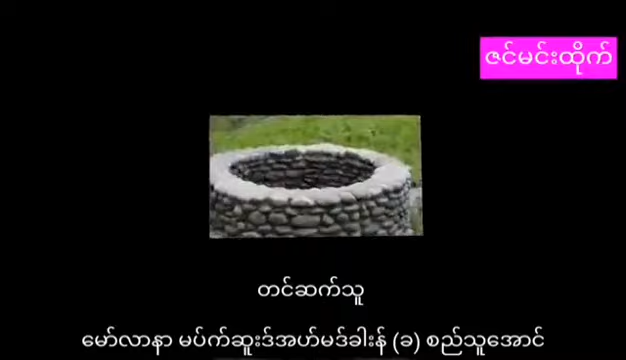 ဇင်မင်းထိုက်
တင်ဆက်သူ
မော်လာနာ မပ်က်ဆူးဒ်အဟ်မဒ်ခါးန် (ခ) စည်သူအောင်